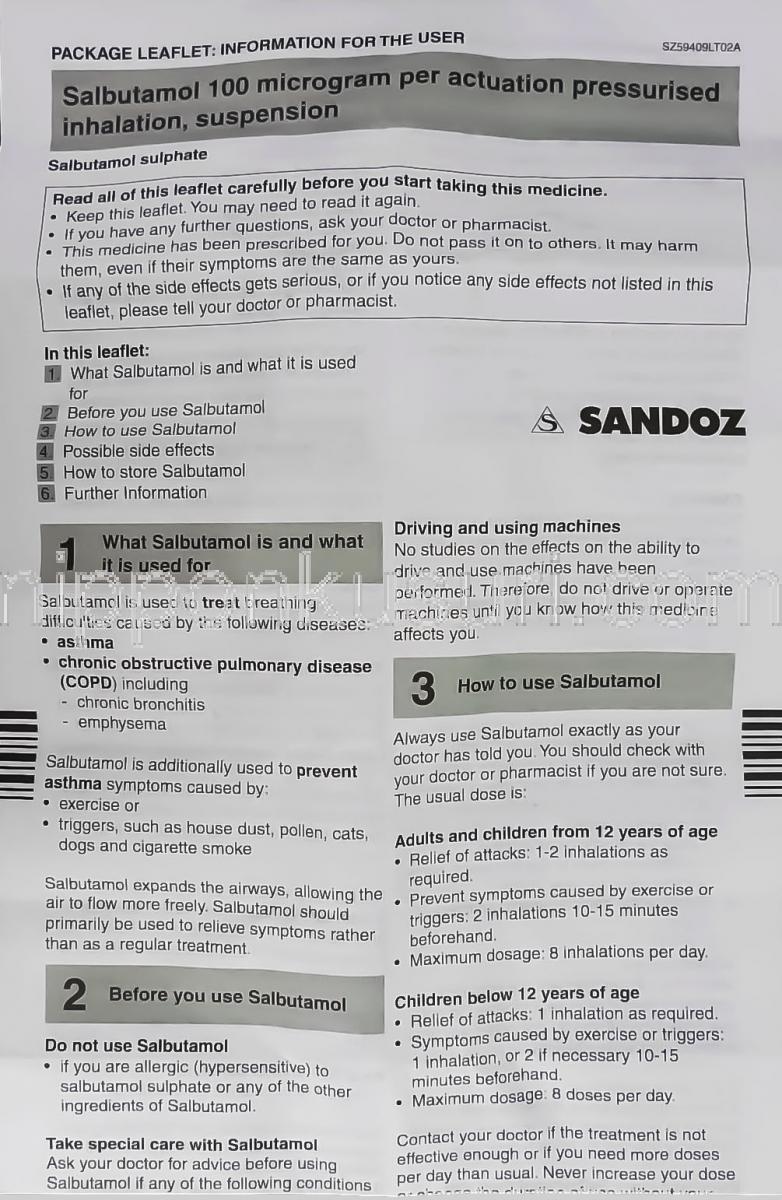 PACKAGE LEAFLET: INFORMATION FOR THE USER
SZ59409LT02A
Salbutamol 100 microgram per actuation pressurised
inhalation, suspension
Salbutamol sulphate
Read all of this leaflet carefully before you start taking this medicine.
• Keep this leaflet. You may need to read it again.
• If you have any further questions, ask your doctor or pharmacist.
• This medicine has been prescribed for you. Do not pass it on to others. It may harm
them, even if their symptoms are the same as yours.
• If any of the side effects gets serious, or if you notice any side effects not listed in this
leaflet, please tell your doctor or pharmacist.
In this leaflet:
1. What Salbutamol is and what it is used
for
2. Before you use Salbutamol
3. How to use Salbutamol
4. Possible side effects
5. How to store Salbutamol
6. Further Information
S SANDOZ
1 What Salbutamol is and what
it is used for
Salbutamol is used to treat breathing
difficulties caused by the following diseases:
• asthma
• chronic obstructive pulmonary disease
(COPD) including
- chronic bronchitis
- emphysema
Salbutamol is additionally used to prevent
asthma symptoms caused by:
• exercise or
• triggers, such as house dust, pollen, cats,
dogs and cigarette smoke
Salbutamol expands the airways, allowing the
air to flow more freely. Salbutamol should
primarily be used to relieve symptoms rather
than as a regular treatment.
2 Before you use Salbutamol
Do not use Salbutamol
• if you are allergic (hypersensitive) to
salbutamol sulphate or any of the other
ingredients of Salbutamol.
Take special care with Salbutamol
Ask your doctor for advice before using
Salbutamol if any of the following conditions
Driving and using machines
No studies on the effects on the ability to
drive and use machines have been
performed. Therefore, do not drive or operate
machines until you know how this medicine
affects you.
3 How to use Salbutamol
Always use Salbutamol exactly as your
doctor has told you. You should check with
your doctor or pharmacist if you are not sure.
The usual dose is:
Adults and children from 12 years of age
• Relief of attacks: 1-2 inhalations as
required.
• Prevent symptoms caused by exercise or
triggers: 2 inhalations 10-15 minutes
beforehand.
• Maximum dosage: 8 inhalations per day.
Children below 12 years of age
• Relief of attacks: 1 inhalation as required.
• Symptoms caused by exercise or triggers:
1 inhalation, or 2 if necessary 10-15
minutes beforehand.
• Maximum dosage: 8 doses per day.
Contact your doctor if the treatment is not
effective enough or if you need more doses
per day than usual. Never increase your dose
nipponkusuri.com